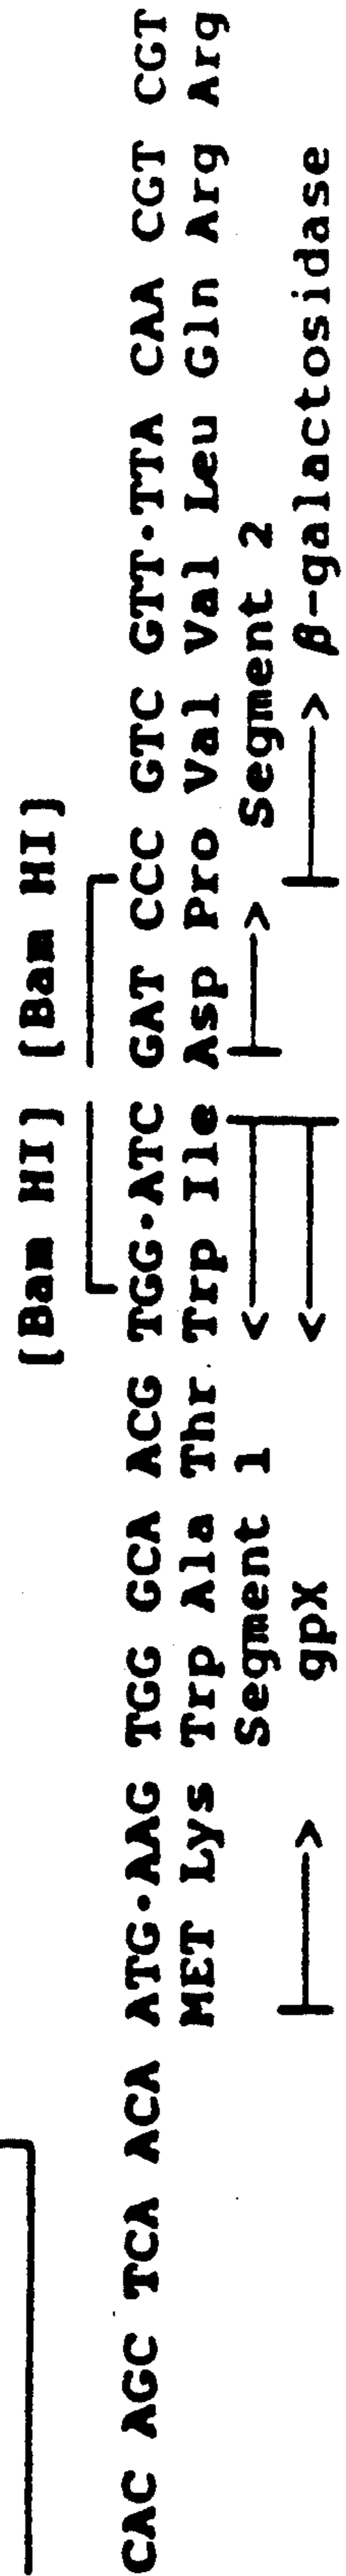 [Bam HI] [Bam HI]
CAC AGC TCA ACA ATG·AAG TGG GCA ACG TGG·ATC GAT CCC GTC GTT·TTA CAA CGT CGT
MET Lys Trp Ala Thr Trp Ile Asp Pro Val Val Leu Gln Arg Arg
Segment 1 < > Segment 2
> gpX < > β-galactosidase